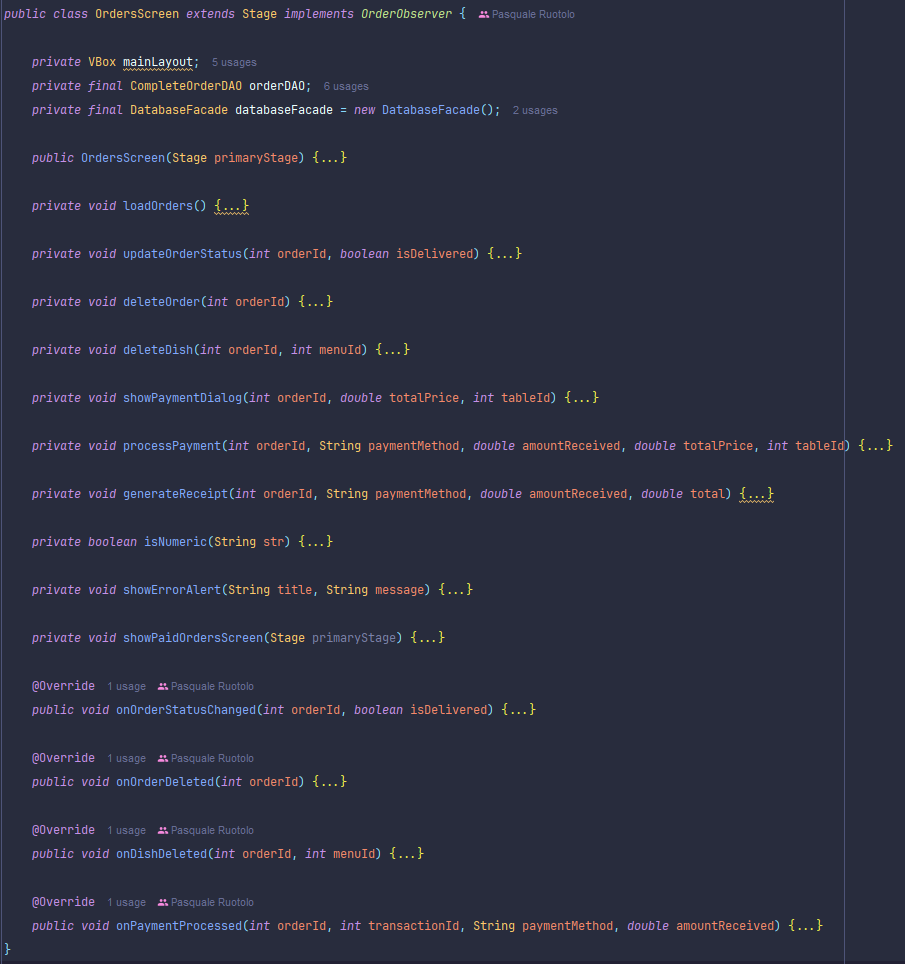 public class OrdersScreen extends Stage implements OrderObserver { Pasquale Ruotolo
private VBox mainLayout; 5 usages
private final CompleteOrderDAO orderDAO; 6 usages
private final DatabaseFacade databaseFacade = new DatabaseFacade(); 2 usages
public OrdersScreen(Stage primaryStage) {...}
private void loadOrders() {...}
private void updateOrderStatus(int orderId, boolean isDelivered) {...}
private void deleteOrder(int orderId) {...}
private void deleteDish(int orderId, int menuId) {...}
private void showPaymentDialog(int orderId, double totalPrice, int tableId) {...}
private void processPayment(int orderId, String paymentMethod, double amountReceived, double totalPrice, int tableId) {...}
private void generateReceipt(int orderId, String paymentMethod, double amountReceived, double total) {...}
private boolean isNumeric(String str) {...}
private void showErrorAlert(String title, String message) {...}
private void showPaidOrdersScreen(Stage primaryStage) {...}
@Override 1 usage Pasquale Ruotolo
public void onOrderStatusChanged(int orderId, boolean isDelivered) {...}
@Override 1 usage Pasquale Ruotolo
public void onOrderDeleted(int orderId) {...}
@Override 1 usage Pasquale Ruotolo
public void onDishDeleted(int orderId, int menuId) {...}
@Override 1 usage Pasquale Ruotolo
public void onPaymentProcessed(int orderId, int transactionId, String paymentMethod, double amountReceived) {...}
}